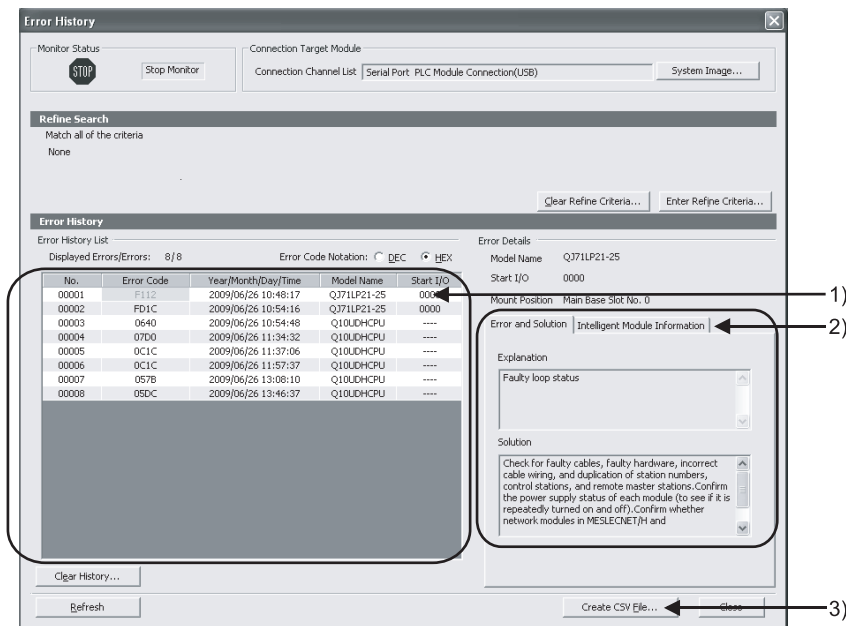 Error History
Monitor Status
STOP
Stop Monitor
Connection Target Module
Connection Channel List
Serial Port PLC Module Connection(USB)
System Image...
Refine Search
Match all of the criteria
None
Clear Refine Criteria...
Enter Refine Criteria...
Error History
Error History List
Displayed Errors/Errors: 8/8
Error Code Notation: DEC HEX
No. Error Code Year/Month/Day/Time Model Name Start I/O
00001 F112 2009/06/26 10:48:17 QJ71LP21-25 0000
00002 FD1C 2009/06/26 10:54:16 QJ71LP21-25 0000
00003 0640 2009/06/26 10:54:48 Q10UDHCPU ----
00004 07D0 2009/06/26 11:34:32 Q10UDHCPU ----
00005 0C1C 2009/06/26 11:37:06 Q10UDHCPU ----
00006 0C1C 2009/06/26 11:57:37 Q10UDHCPU ----
00007 057B 2009/06/26 13:08:10 Q10UDHCPU ----
00008 05DC 2009/06/26 13:46:37 Q10UDHCPU ----
Clear History...
Refresh
Error Details
Model Name QJ71LP21-25
Start I/O 0000
Mount Position Main Base Slot No. 0
1)
Error and Solution
Intelligent Module Information
2)
Explanation
Faulty loop status
Solution
Check for faulty cables, faulty hardware, incorrect
cable wiring, and duplication of station numbers,
control stations, and remote master stations.Confirm
the power supply status of each module (to see if it is
repeatedly turned on and off).Confirm whether
network modules in MESLECNET/H and
Create CSV File...
Close
3)